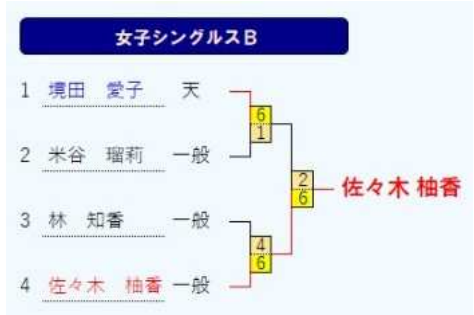 女子シングルスB
1 境田 愛子 天
6
1
2 米谷 瑠莉 一般
2
6
佐々木 柚香
3 林 知香 一般
4
6
4 佐々木 柚香 一般